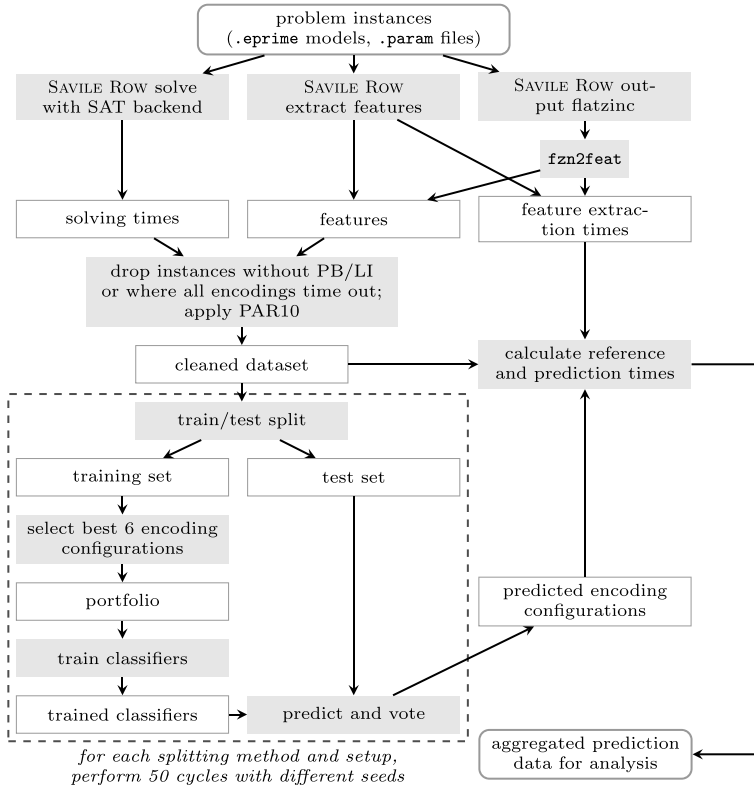 problem instances
(.eprime models, .param files)
SAVILE ROW solve
with SAT backend
SAVILE ROW
extract features
SAVILE ROW out-
put flatzinc
fzn2feat
solving times
features
feature extrac-
tion times
drop instances without PB/LI
or where all encodings time out;
apply PAR10
cleaned dataset
calculate reference
and prediction times
train/test split
training set
test set
select best 6 encoding
configurations
portfolio
predicted encoding
configurations
train classifiers
trained classifiers
predict and vote
for each splitting method and setup,
perform 50 cycles with different seeds
aggregated prediction
data for analysis